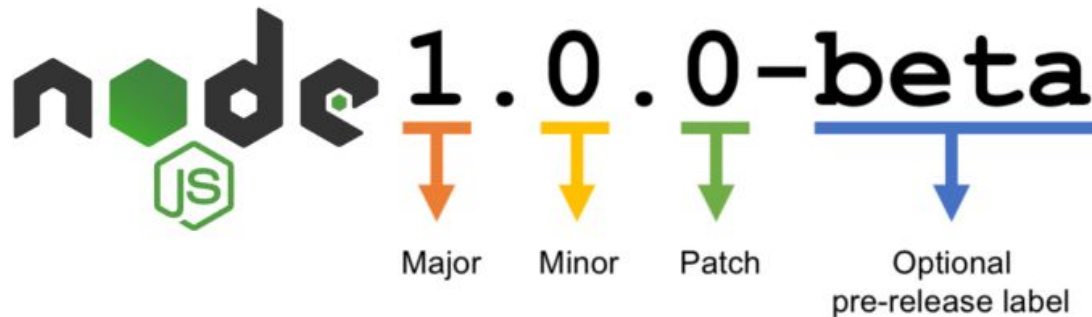 node 1.0.0-beta
JS
Major Minor Patch Optional
pre-release label